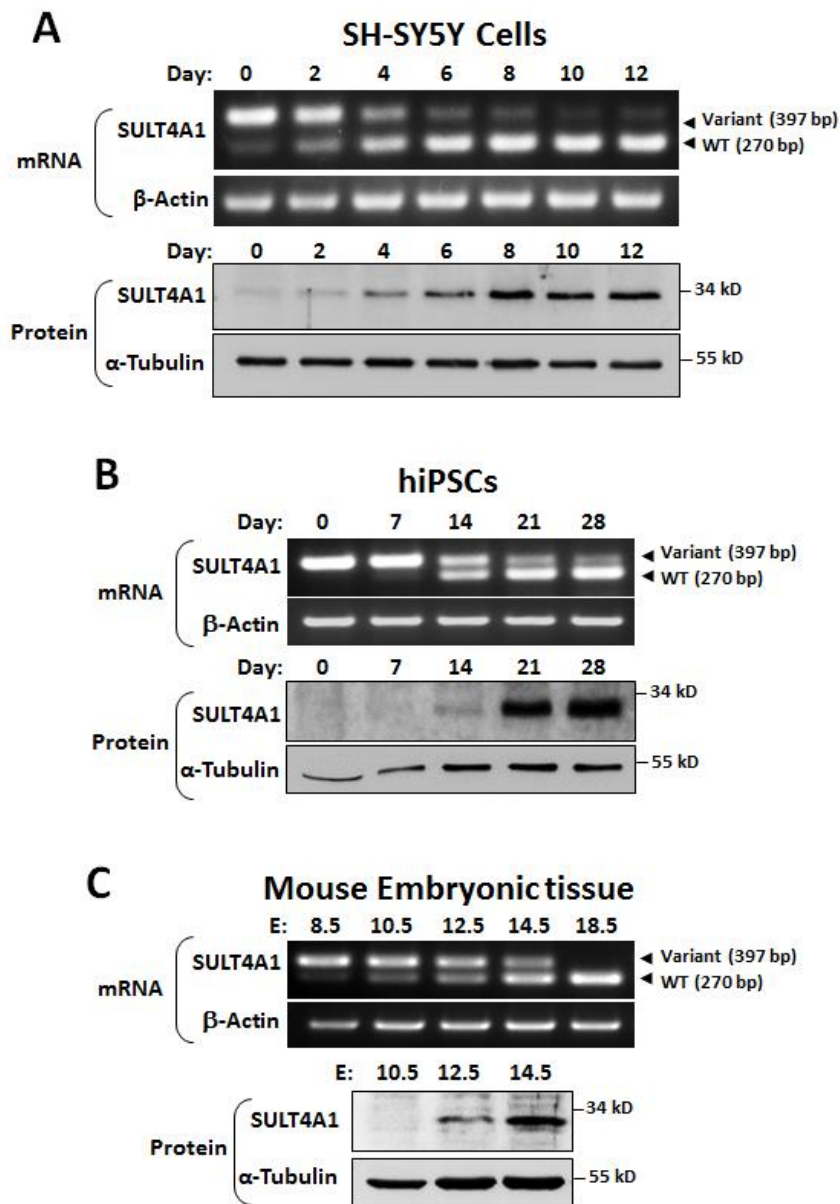 A
SH-SY5Y Cells
Day: 0 2 4 6 8 10 12
SULT4A1
Variant (397 bp)
WT (270 bp)
mRNA
β-Actin
Day: 0 2 4 6 8 10 12
SULT4A1
34 kD
Protein
α-Tubulin
55 kD
B
hiPSCs
Day: 0 7 14 21 28
SULT4A1
Variant (397 bp)
WT (270 bp)
mRNA
β-Actin
Day: 0 7 14 21 28
34 kD
SULT4A1
Protein
α-Tubulin
55 kD
C
Mouse Embryonic tissue
E: 8.5 10.5 12.5 14.5 18.5
SULT4A1
Variant (397 bp)
WT (270 bp)
mRNA
β-Actin
E: 10.5 12.5 14.5
34 kD
SULT4A1
Protein
α-Tubulin
55 kD